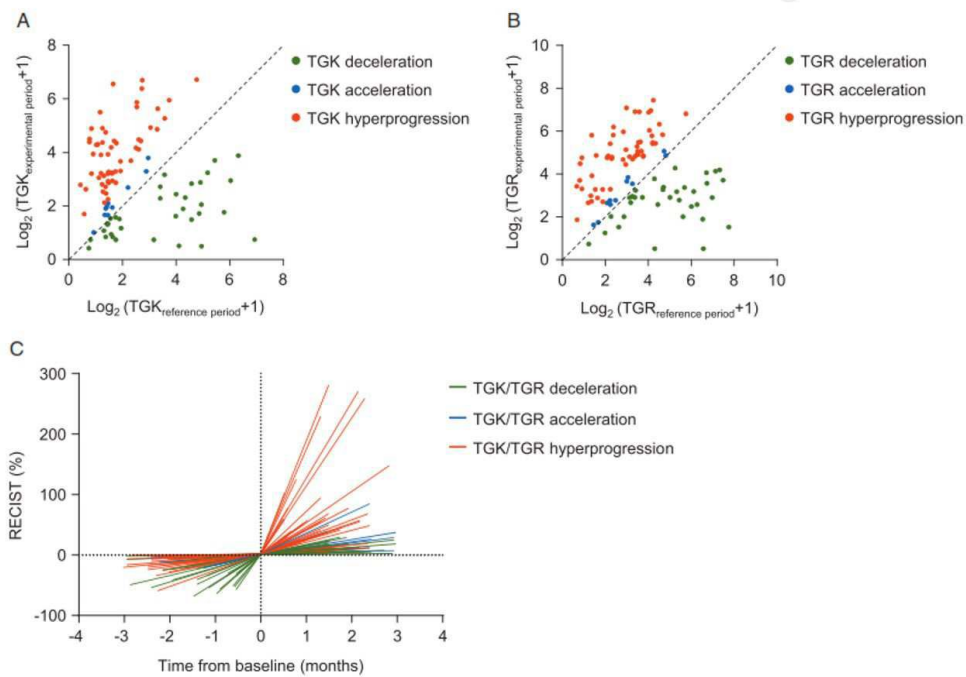 A
8
6
4
2
0
0
2
4
6
8
Log2 (TGKexperimental period+1)
Log2 (TGKreference period+1)
TGK deceleration
TGK acceleration
TGK hyperprogression
B
10
8
6
4
2
0
0
2
4
6
8
10
Log2 (TGRexperimental period+1)
Log2 (TGRreference period+1)
TGR deceleration
TGR acceleration
TGR hyperprogression
C
300
200
100
0
-100
-4
-3
-2
-1
0
1
2
3
4
RECIST (%)
Time from baseline (months)
TGK/TGR deceleration
TGK/TGR acceleration
TGK/TGR hyperprogression